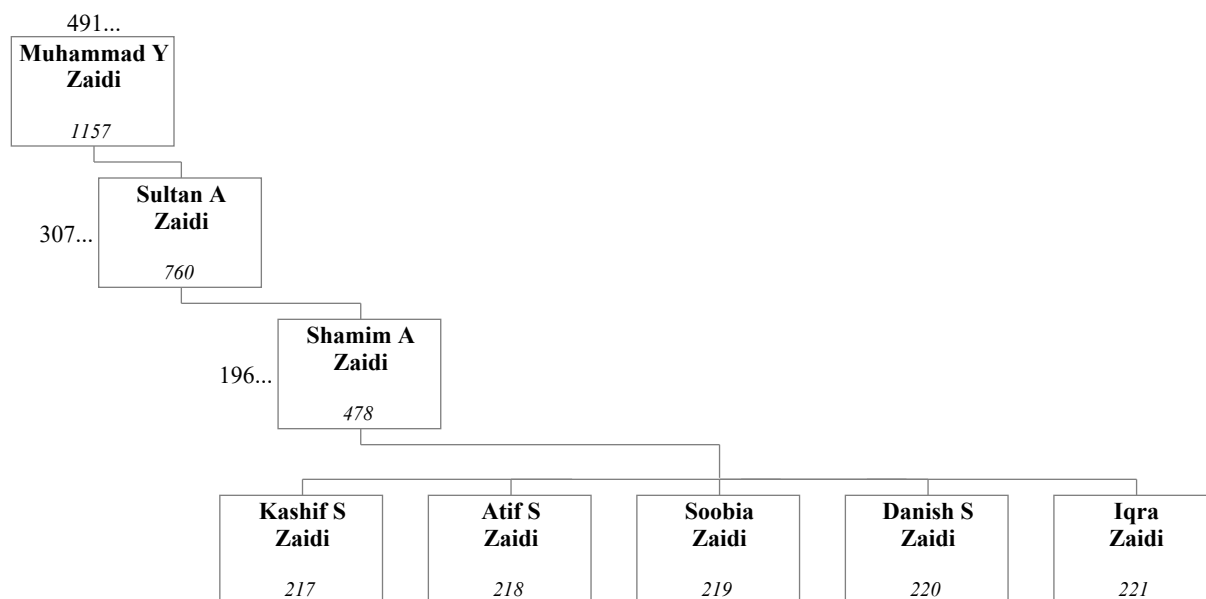 491...
Muhammad Y
Zaidi
1157
Sultan A
Zaidi
307...
760
Shamim A
Zaidi
196...
478
Kashif S
Zaidi
217
Atif S
Zaidi
218
Soobia
Zaidi
219
Danish S
Zaidi
220
Iqra
Zaidi
221